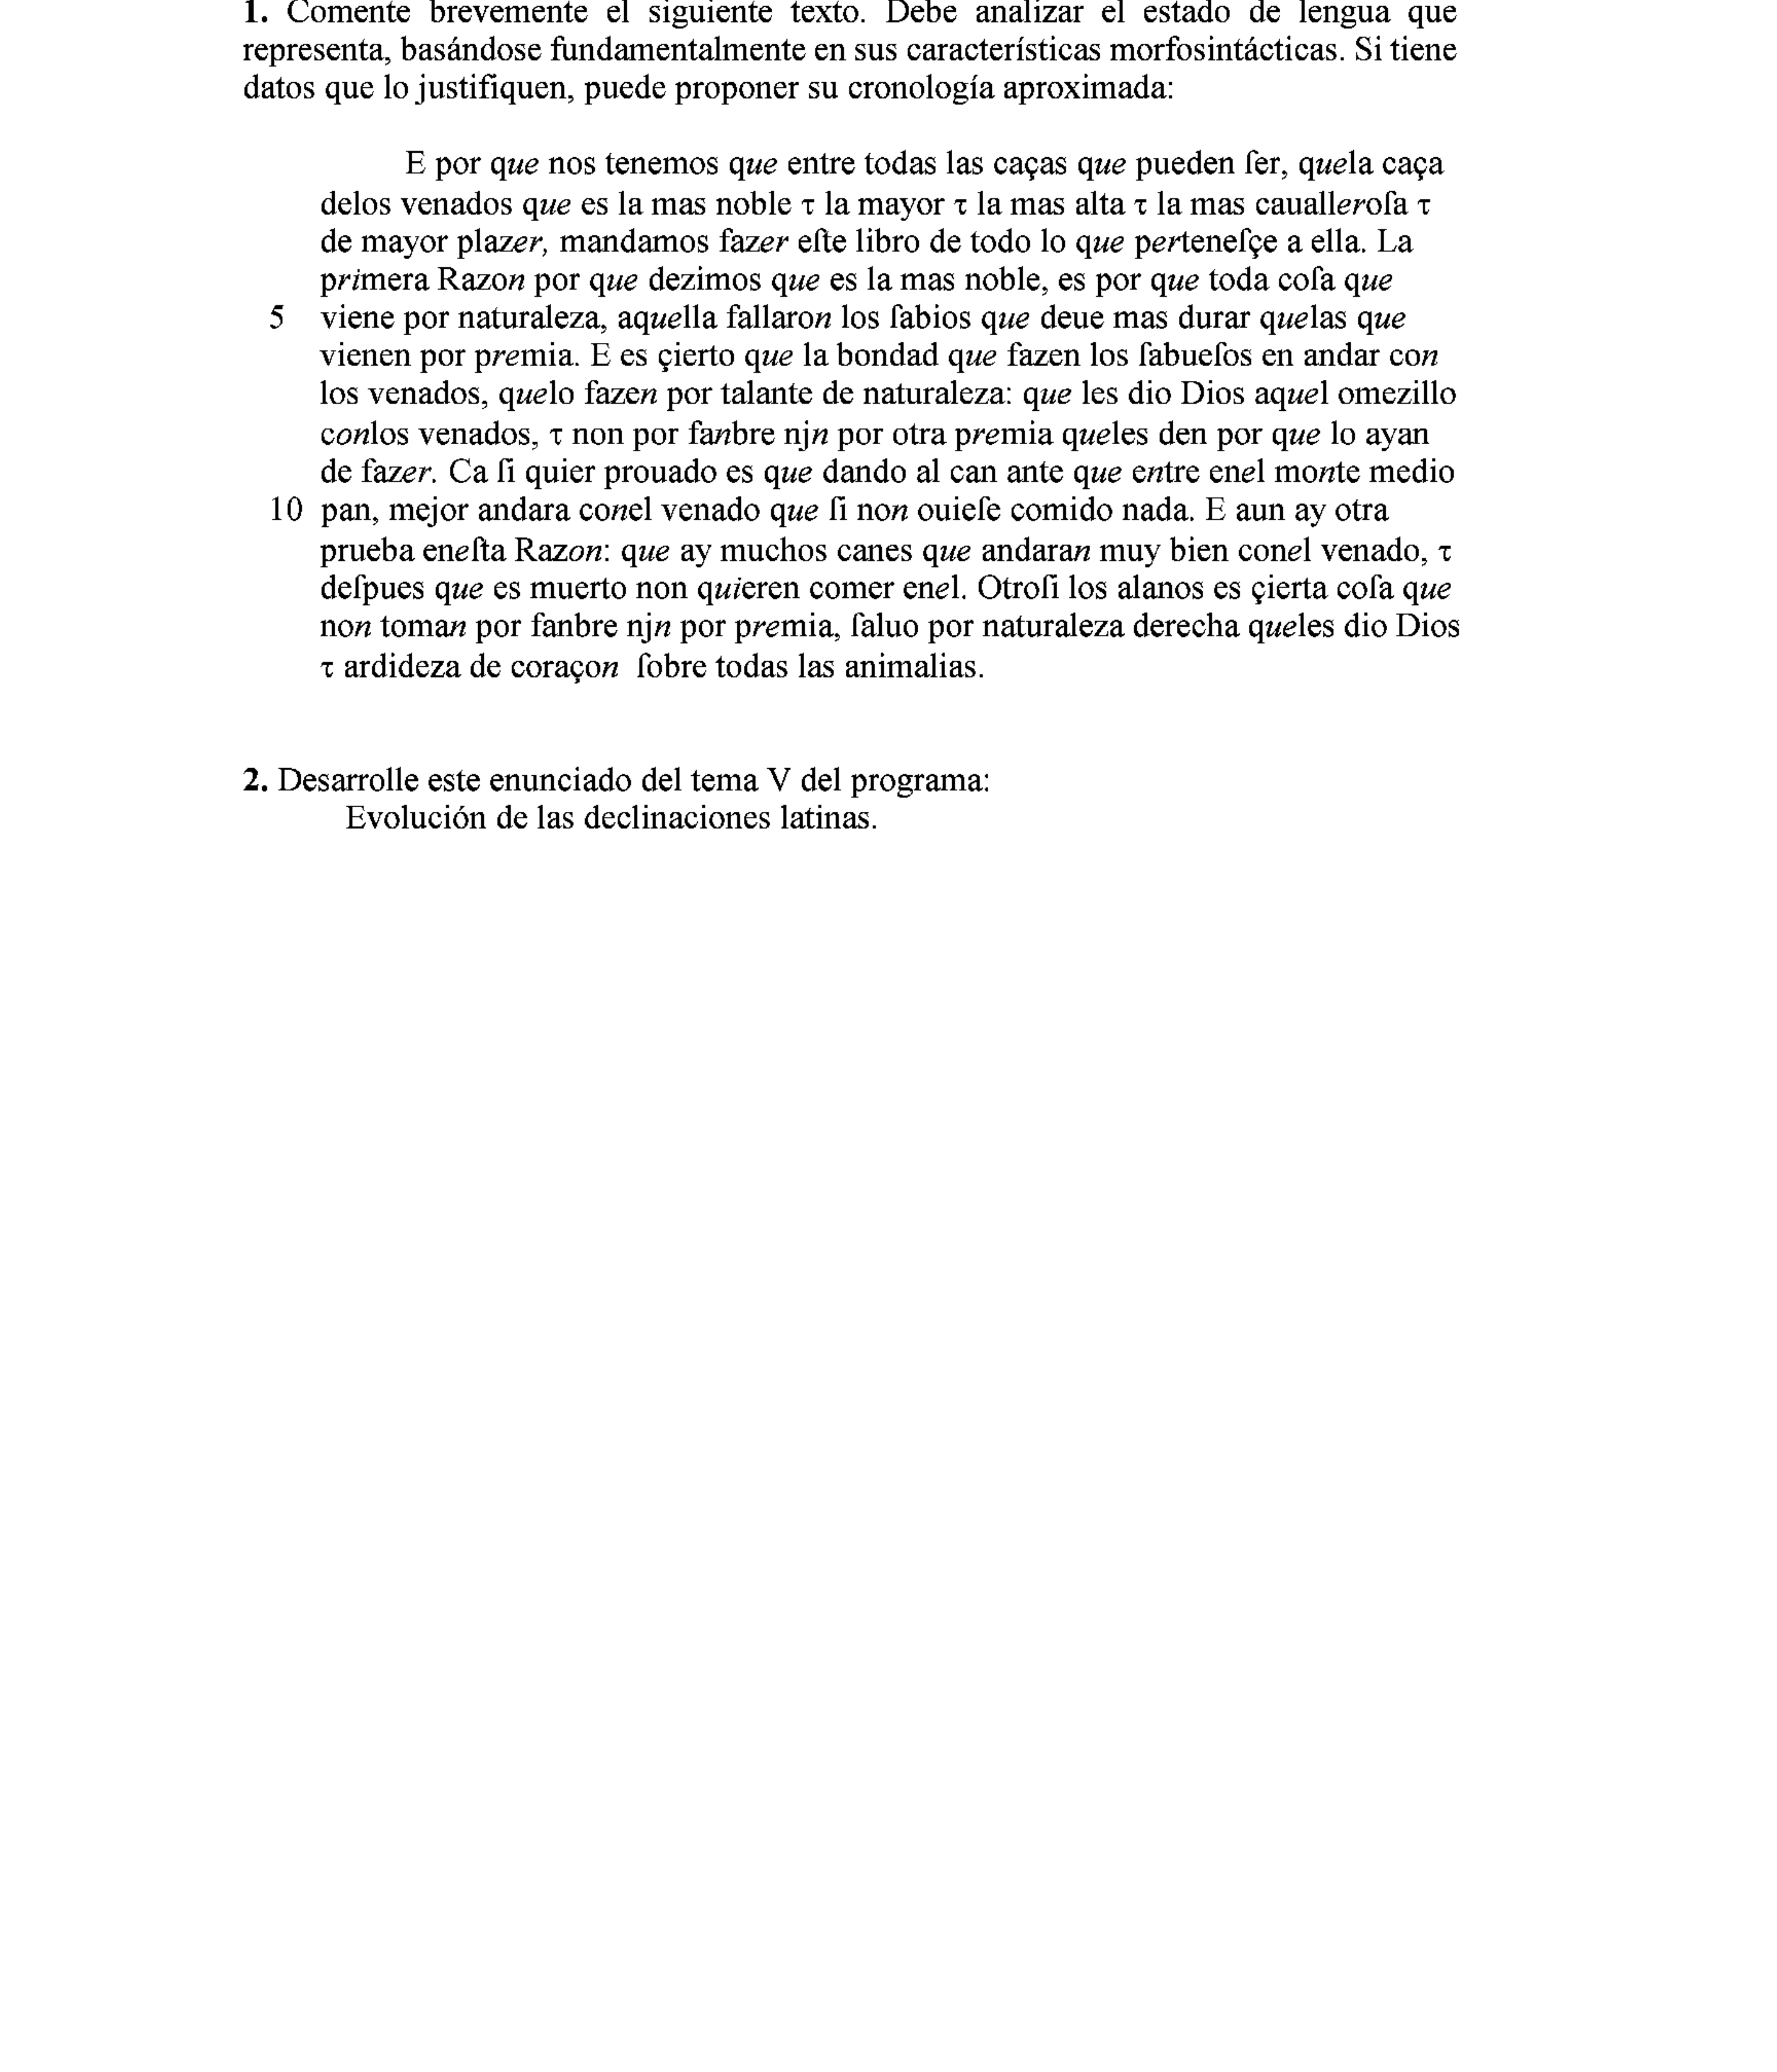 1. Comente brevemente el siguiente texto. Debe analizar el estado de lengua que
representa, basándose fundamentalmente en sus características morfosintácticas. Si tiene
datos que lo justifiquen, puede proponer su cronología aproximada:
E por que nos tenemos que entre todas las caças que pueden ſer, quela caça
delos venados que es la mas noble τ la mayor τ la mas alta τ la mas caualleroſa τ
de mayor plazer, mandamos fazer eſte libro de todo lo que perteneſçe a ella. La
primera Razon por que dezimos que es la mas noble, es por que toda coſa que
5 viene por naturaleza, aquella fallaron los ſabios que deue mas durar quelas que
vienen por premia. E es çierto que la bondad que fazen los ſabueſos en andar con
los venados, quelo fazen por talante de naturaleza: que les dio Dios aquel omezillo
conlos venados, τ non por fanbre njn por otra premia queles den por que lo ayan
de fazer. Ca ſi quier prouado es que dando al can ante que entre enel monte medio
10 pan, mejor andara conel venado que ſi non ouieſe comido nada. E aun ay otra
prueba eneſta Razon: que ay muchos canes que andaran muy bien conel venado, τ
deſpues que es muerto non quieren comer enel. Otroſi los alanos es çierta coſa que
non toman por fanbre njn por premia, ſaluo por naturaleza derecha queles dio Dios
τ ardideza de coraçon ſobre todas las animalias.
2. Desarrolle este enunciado del tema V del programa:
Evolución de las declinaciones latinas.